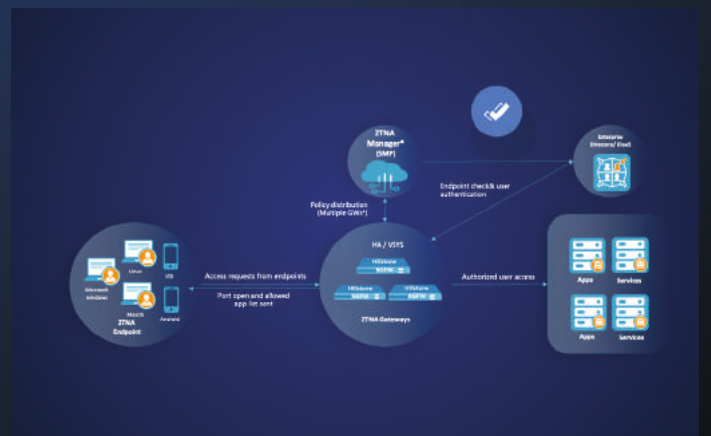 ZTNA
Manager*
(SMP)
Enterprise
Endpoint check& user
authentication
Policy distribution
(Multiple GWs*)
HA / VSYS
Hillstone
NGFW
Hillstone
NGFW
Hillstone
NGFW
ZTNA Gateways
Access requests from endpoints
Port open and allowed
app list sent
Authorized user access
Linux
iOS
Microsoft
windows
MacOS
Android
ZTNA
Endpoint
Apps
Services
Apps
Services